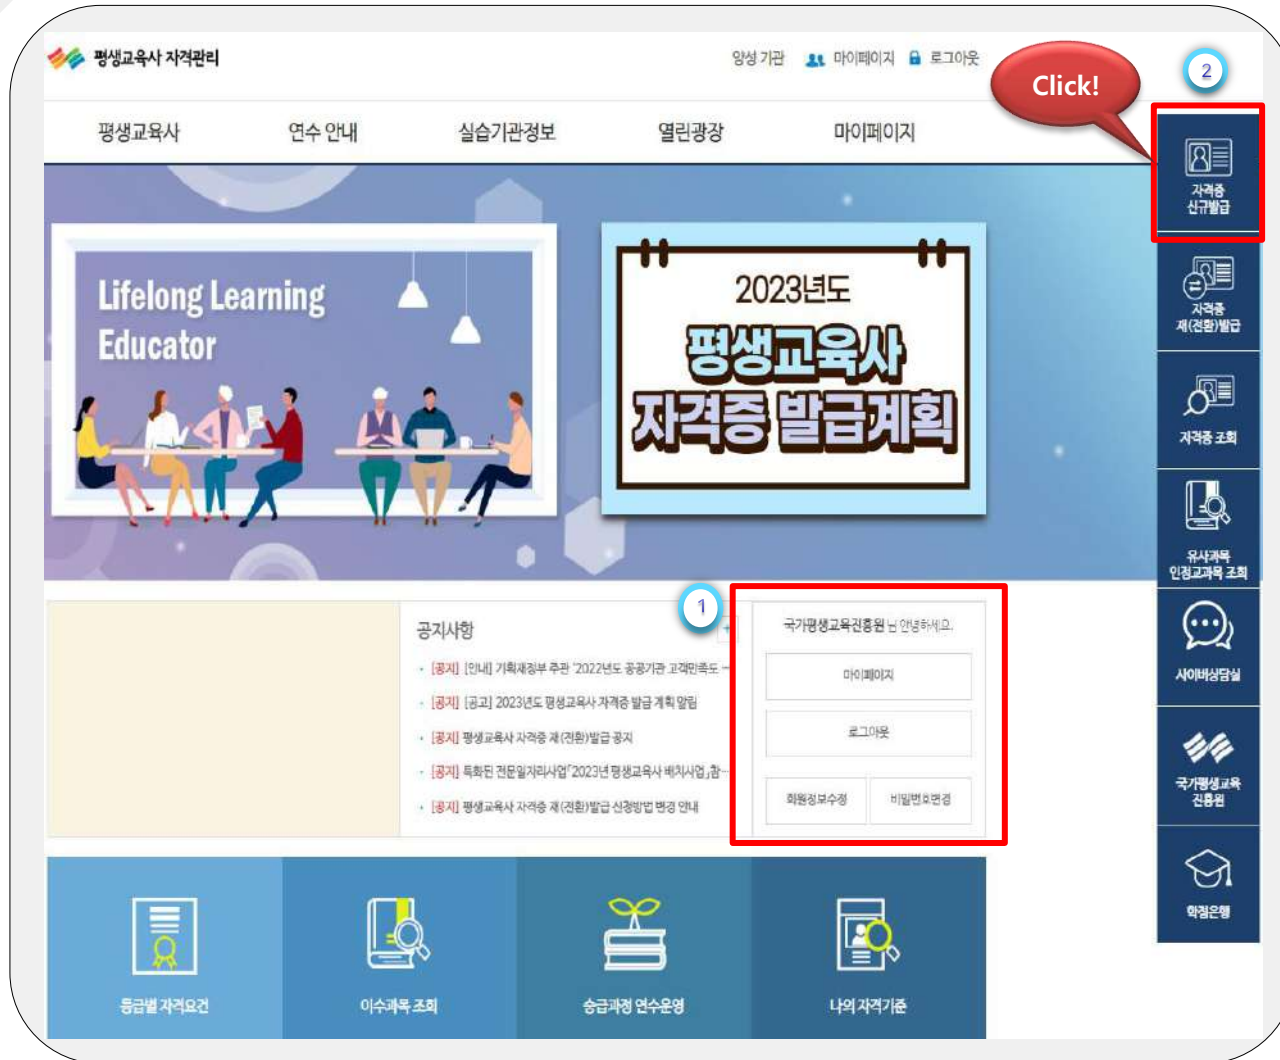 평생교육사 자격관리
양성 기관 마이페이지 로그아웃
Click!
2
평생교육사 연수 안내 실습기관정보 열린광장 마이페이지
자격증
신규발급
Lifelong Learning
Educator
2023년도
평생교육사
자격증 발급계획
자격증
재(전환)발급
자격증 조회
유사과목
인정교과목 조회
사이버상담실
국가평생교육
진흥원
학점은행
1
공지사항 +
[공지] [안내] 기획재정부 주관 '2022년도 공공기관 고객만족도 …
[공지] [공고] 2023년도 평생교육사 자격증 발급 계획 알림
[공지] 평생교육사 자격증 재(전환)발급 공지
[공지] 특화된 전문일자리사업「2023년 평생교육사 배치사업」참…
[공지] 평생교육사 자격증 재(전환)발급 신청방법 변경 안내
국가평생교육진흥원 님 안녕하세요.
마이페이지
로그아웃
회원정보수정 비밀번호변경
등급별 자격요건 이수과목 조회 승급과정 연수운영 나의 자격기준